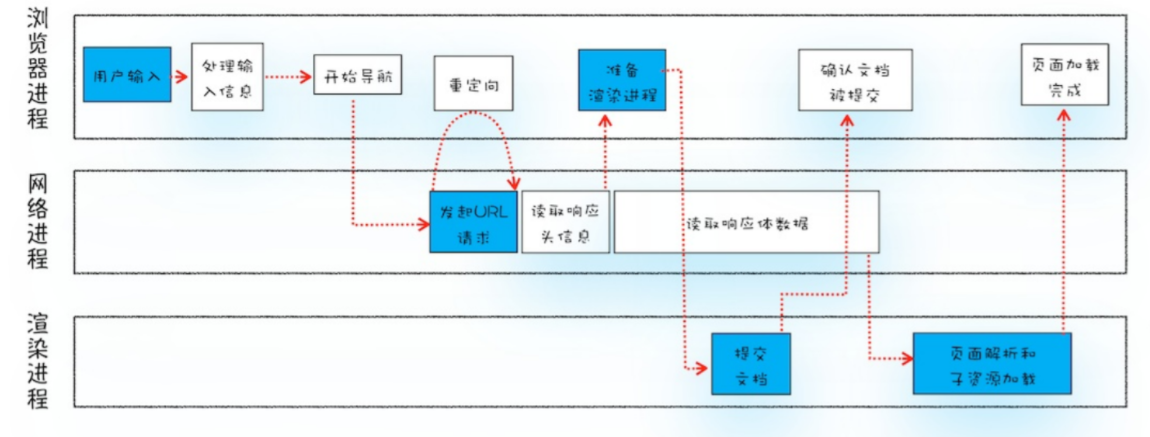 浏览器进程
用户输入
处理输
入信息
开始导航
重定向
准备
渲染进程
确认文档
被提交
页面加载
完成
网络进程
发起URL
请求
读取响应
头信息
读取响应体数据
渲染进程
提交
文档
页面解析和
子资源加载